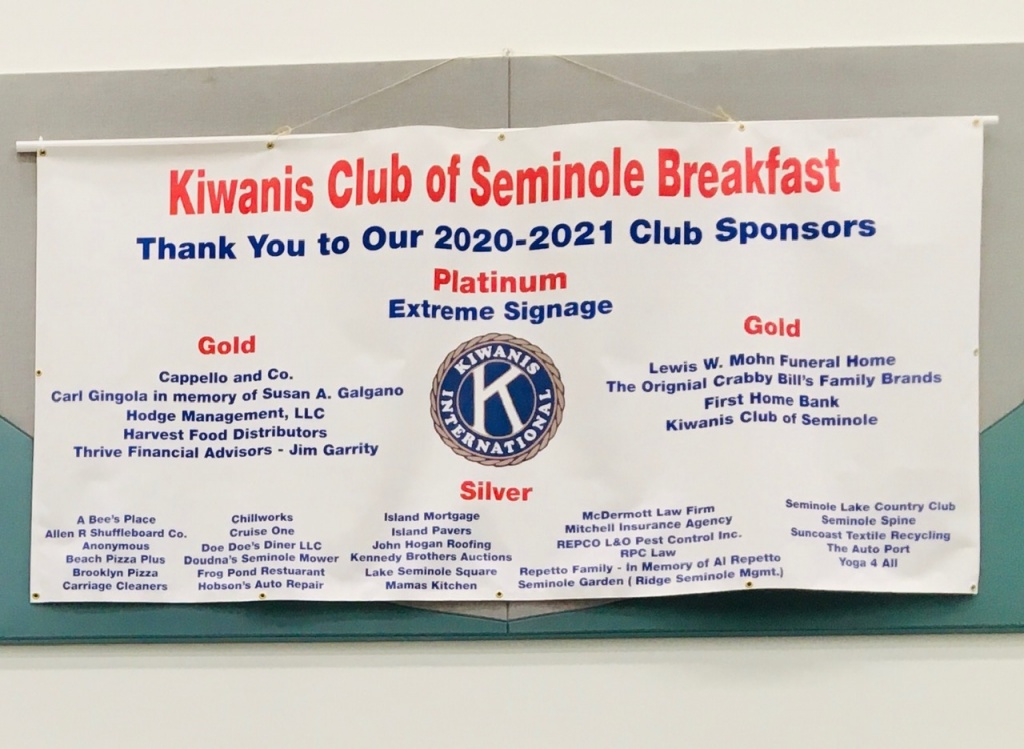 Kiwanis Club of Seminole Breakfast
Thank You to Our 2020-2021 Club Sponsors
Platinum
Extreme Signage
Gold
Cappello and Co.
Carl Gingola in memory of Susan A. Galgano
Hodge Management, LLC
Harvest Food Distributors
Thrive Financial Advisors - Jim Garrity
KIWANIS
K
INTERNATIONAL
Gold
Lewis W. Mohn Funeral Home
The Orignial Crabby Bill's Family Brands
First Home Bank
Kiwanis Club of Seminole
Silver
A Bee's Place
Allen R Shuffleboard Co.
Anonymous
Beach Pizza Plus
Brooklyn Pizza
Carriage Cleaners
Chillworks
Cruise One
Doe Doe's Diner LLC
Doudna's Seminole Mower
Frog Pond Restuarant
Hobson's Auto Repair
Island Mortgage
Island Pavers
John Hogan Roofing
Kennedy Brothers Auctions
Lake Seminole Square
Mamas Kitchen
McDermott Law Firm
Mitchell Insurance Agency
REPCO L&O Pest Control Inc.
RPC Law
Repetto Family - In Memory of Al Repetto
Seminole Garden ( Ridge Seminole Mgmt.)
Seminole Lake Country Club
Seminole Spine
Suncoast Textile Recycling
The Auto Port
Yoga 4 All